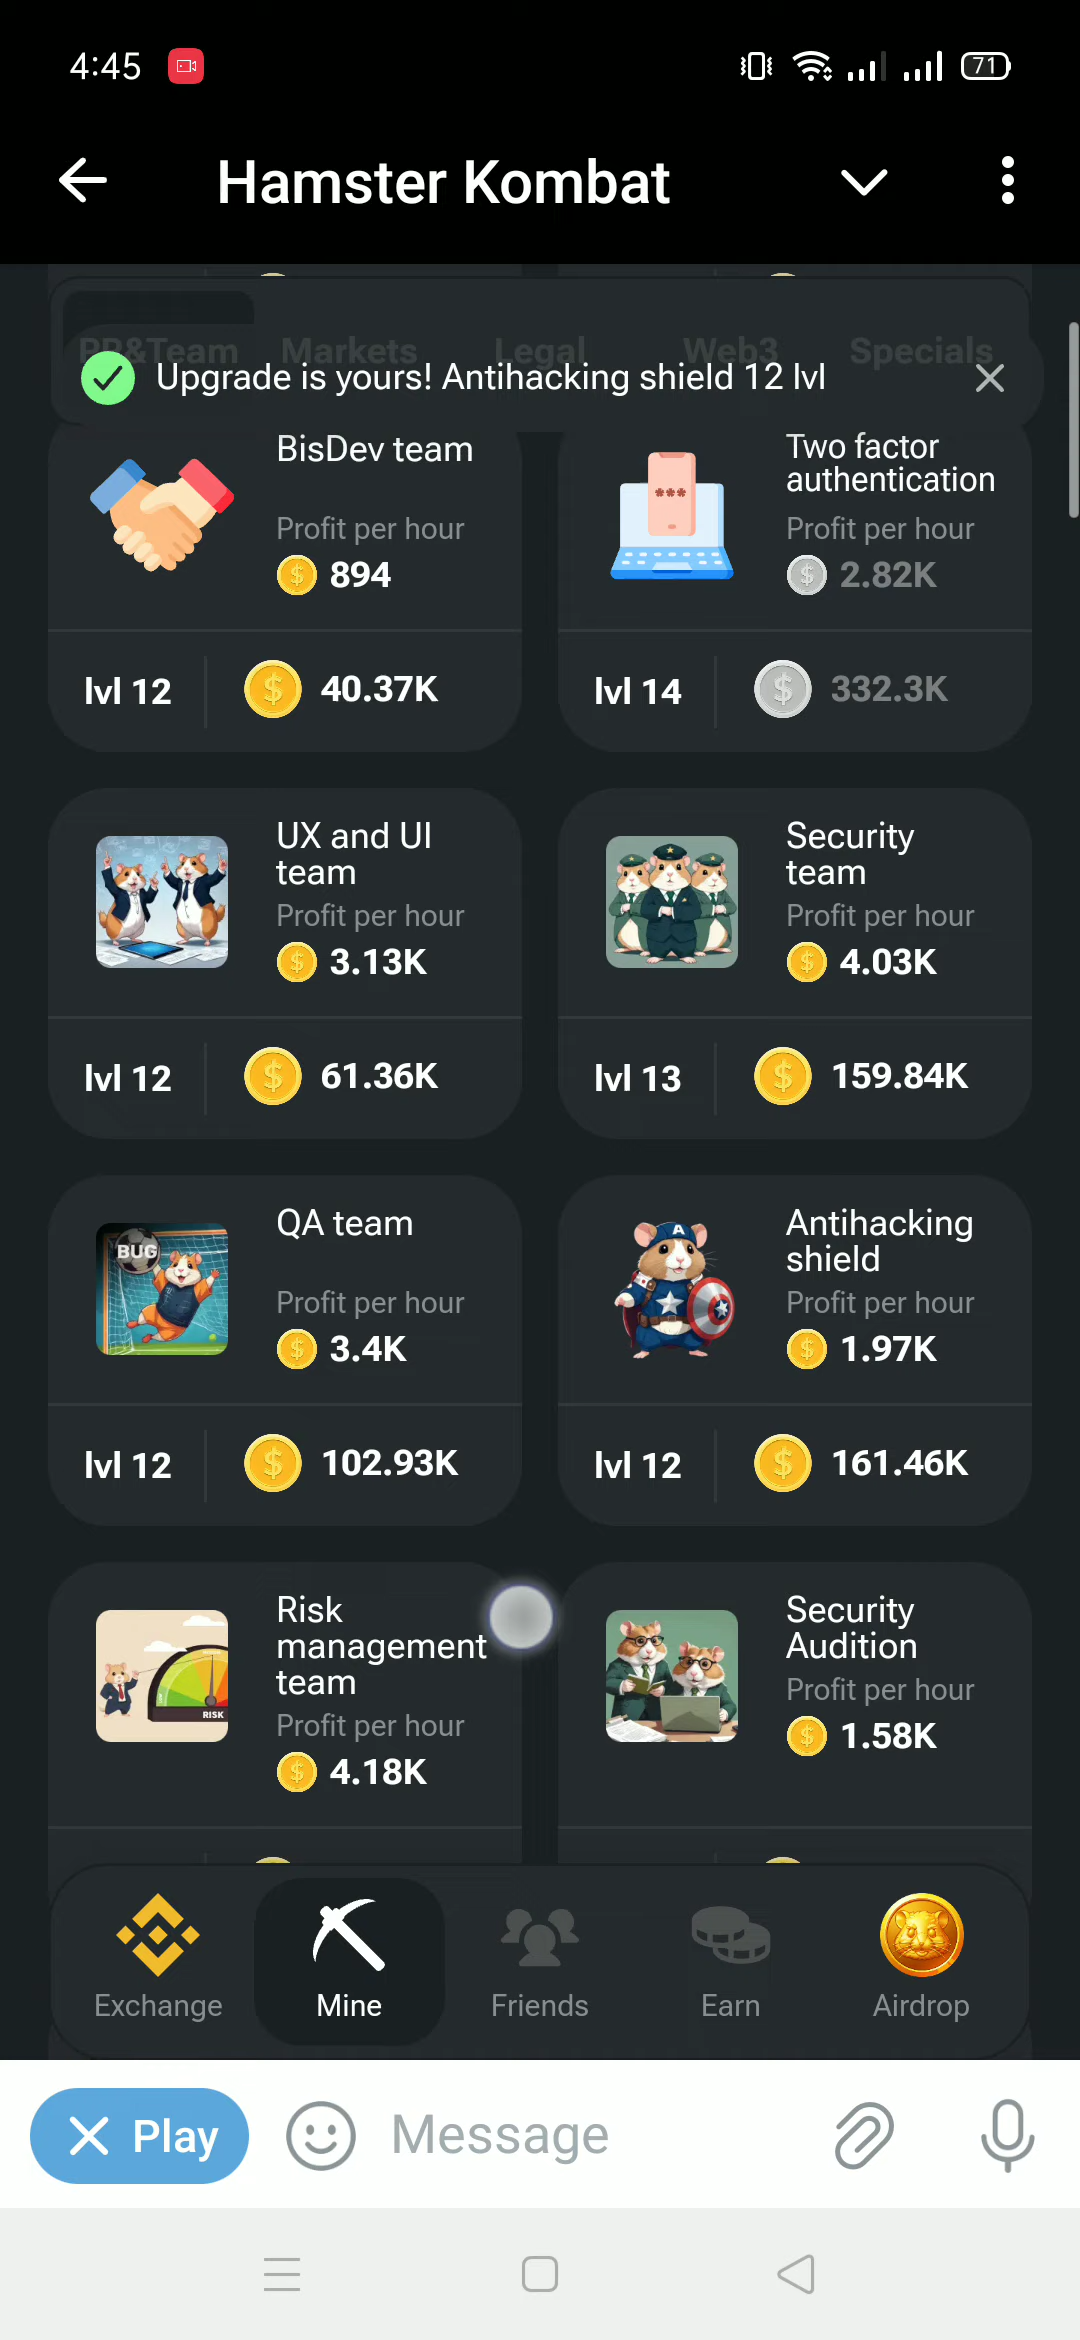 4:45
71
Hamster Kombat
PR&Team Markets Legal Web3 Specials
Upgrade is yours! Antihacking shield 12 lvl
BisDev team
Profit per hour
894
lvl 12
40.37K
Two factor
authentication
Profit per hour
2.82K
lvl 14
332.3K
UX and UI
team
Profit per hour
3.13K
lvl 12
61.36K
Security
team
Profit per hour
4.03K
lvl 13
159.84K
QA team
BUG
Profit per hour
3.4K
lvl 12
102.93K
Antihacking
shield
A
Profit per hour
1.97K
lvl 12
161.46K
Risk
management
team
RISK
Profit per hour
4.18K
Security
Audition
Profit per hour
1.58K
Exchange
Mine
Friends
Earn
Airdrop
Play
Message